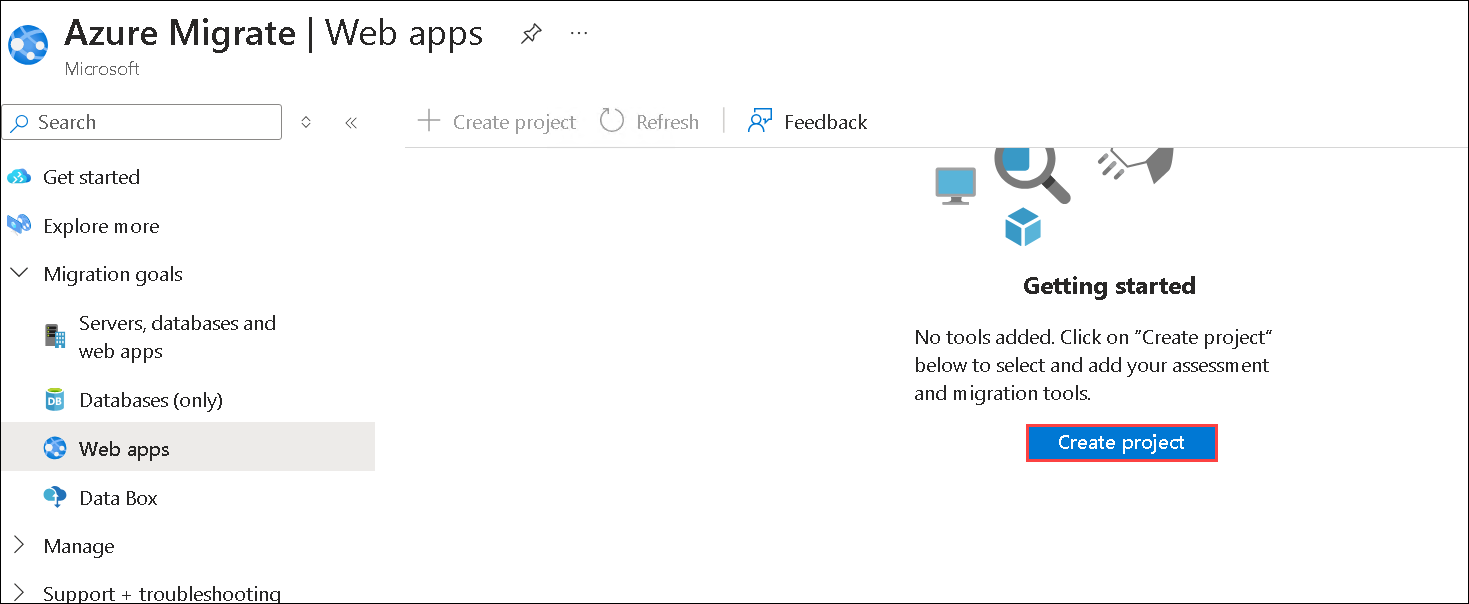 Azure Migrate | Web apps
Microsoft
Search
Create project
Refresh
Feedback
Get started
Explore more
Migration goals
Servers, databases and
web apps
DB
Databases (only)
Web apps
Data Box
Manage
Support + troubleshooting
Getting started
No tools added. Click on "Create project"
below to select and add your assessment
and migration tools.
Create project